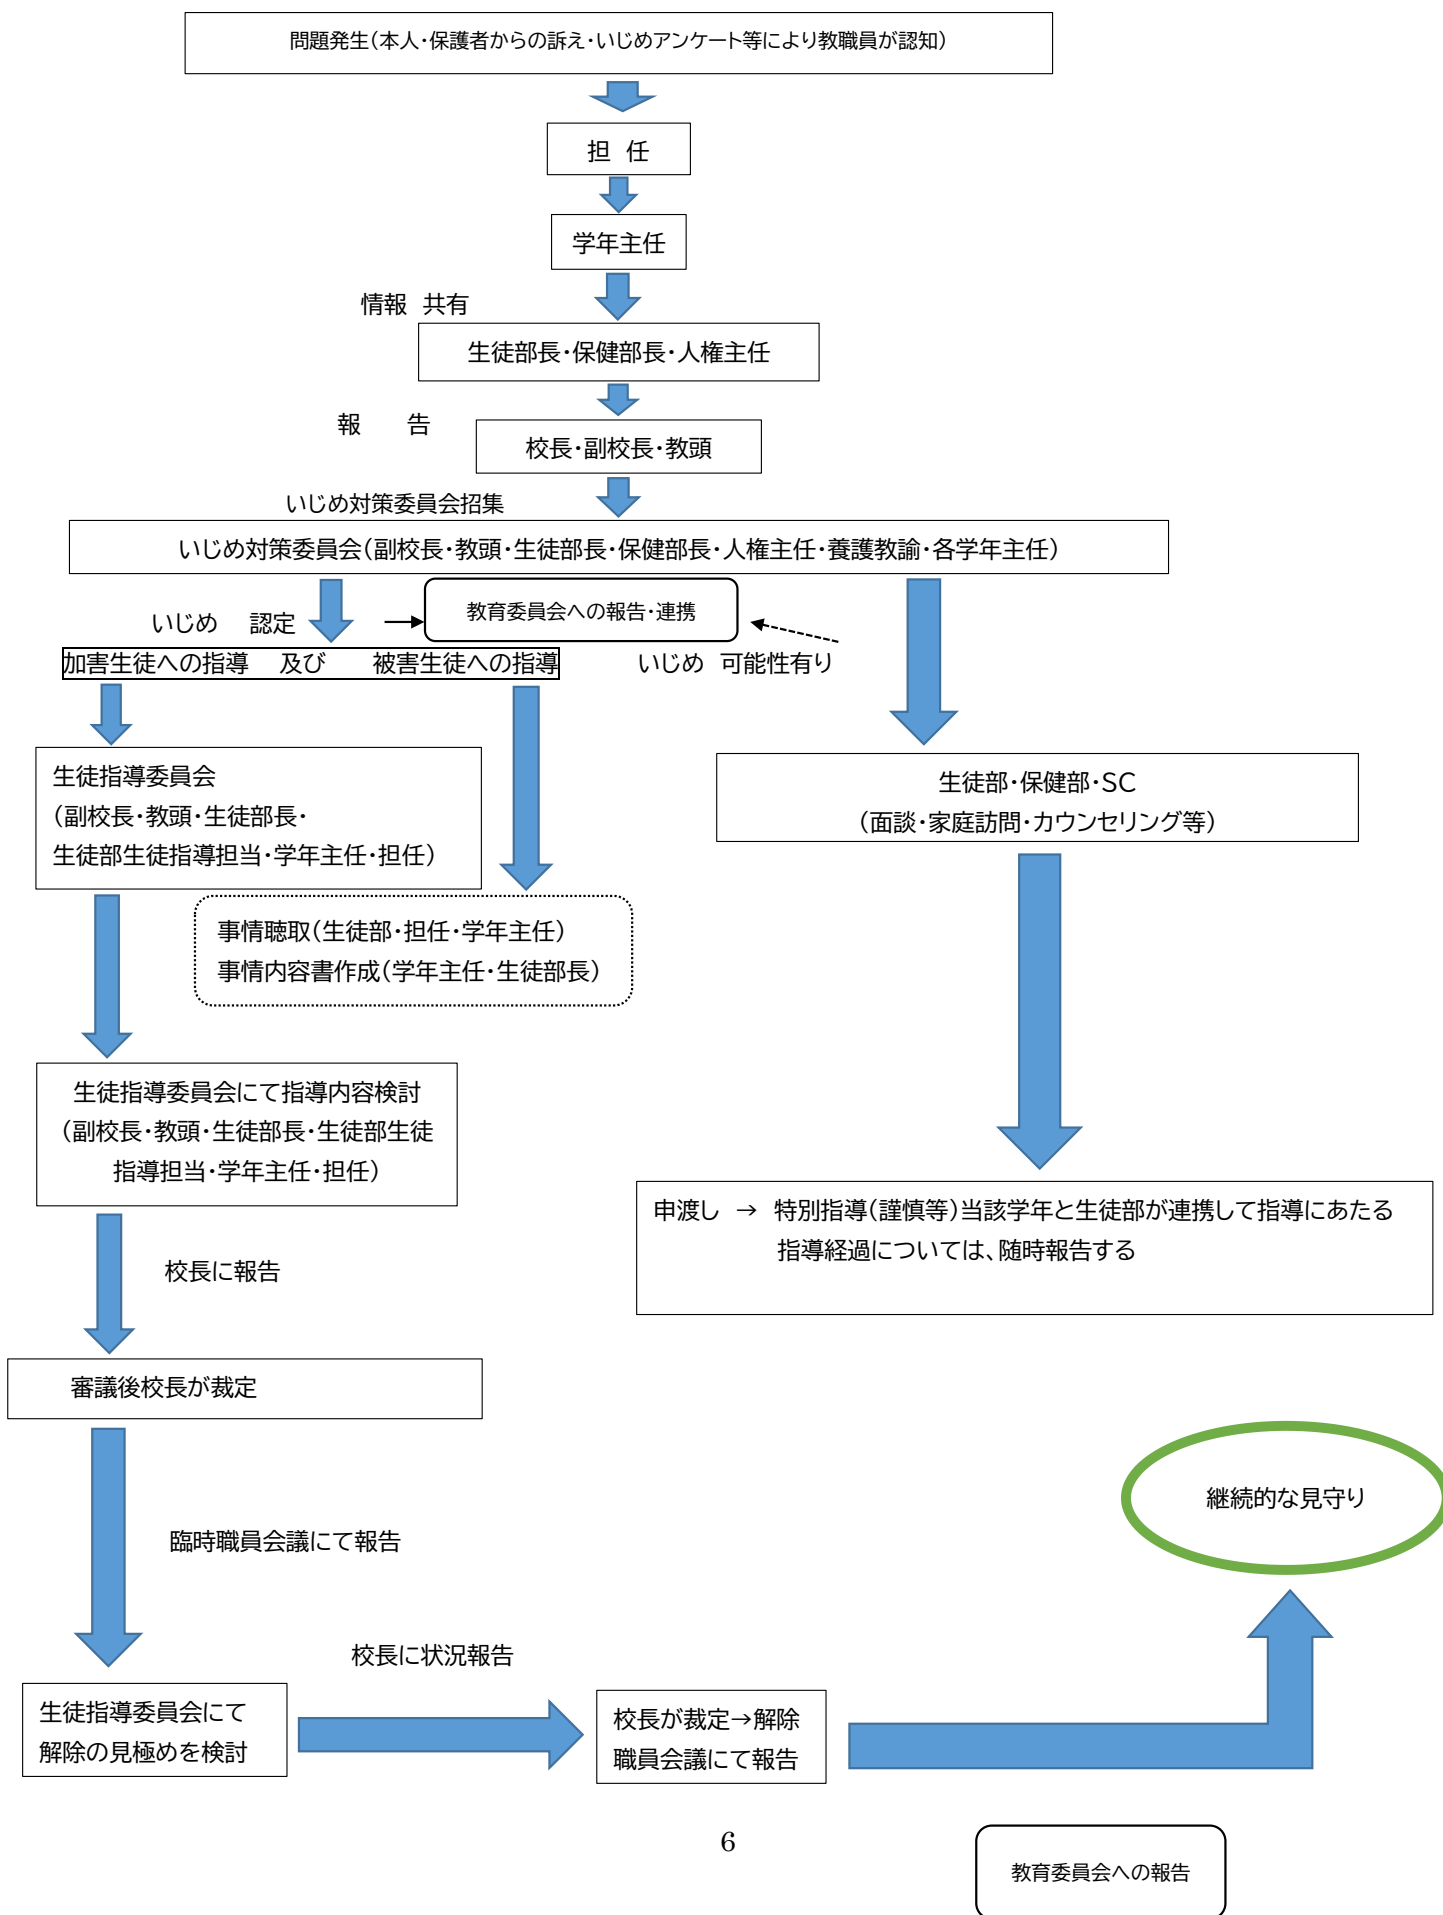 問題発生(本人・保護者からの訴え・いじめアンケート等により教職員が認知)
担 任
学年主任
情報 共有
生徒部長・保健部長・人権主任
報 告
校長・副校長・教頭
いじめ対策委員会招集
いじめ対策委員会(副校長・教頭・生徒部長・保健部長・人権主任・養護教諭・各学年主任)
教育委員会への報告・連携
いじめ 認定
加害生徒への指導 及び 被害生徒への指導
いじめ 可能性有り
生徒指導委員会
(副校長・教頭・生徒部長・
生徒部生徒指導担当・学年主任・担任)
生徒部・保健部・SC
(面談・家庭訪問・カウンセリング等)
事情聴取(生徒部・担任・学年主任)
事情内容書作成(学年主任・生徒部長)
生徒指導委員会にて指導内容検討
(副校長・教頭・生徒部長・生徒部生徒
指導担当・学年主任・担任)
申渡し → 特別指導(謹慎等)当該学年と生徒部が連携して指導にあたる
指導経過については、随時報告する
校長に報告
審議後校長が裁定
継続的な見守り
臨時職員会議にて報告
校長に状況報告
生徒指導委員会にて
解除の見極めを検討
校長が裁定→解除
職員会議にて報告
6
教育委員会への報告